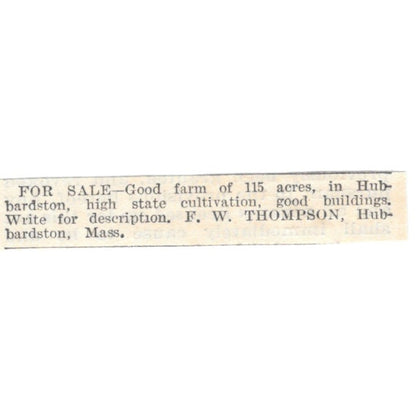 FOR SALE—Good farm of 115 acres, in Hub-
bardston, high state cultivation, good buildings.
Write for description. F. W. THOMPSON, Hub-
bardston, Mass.